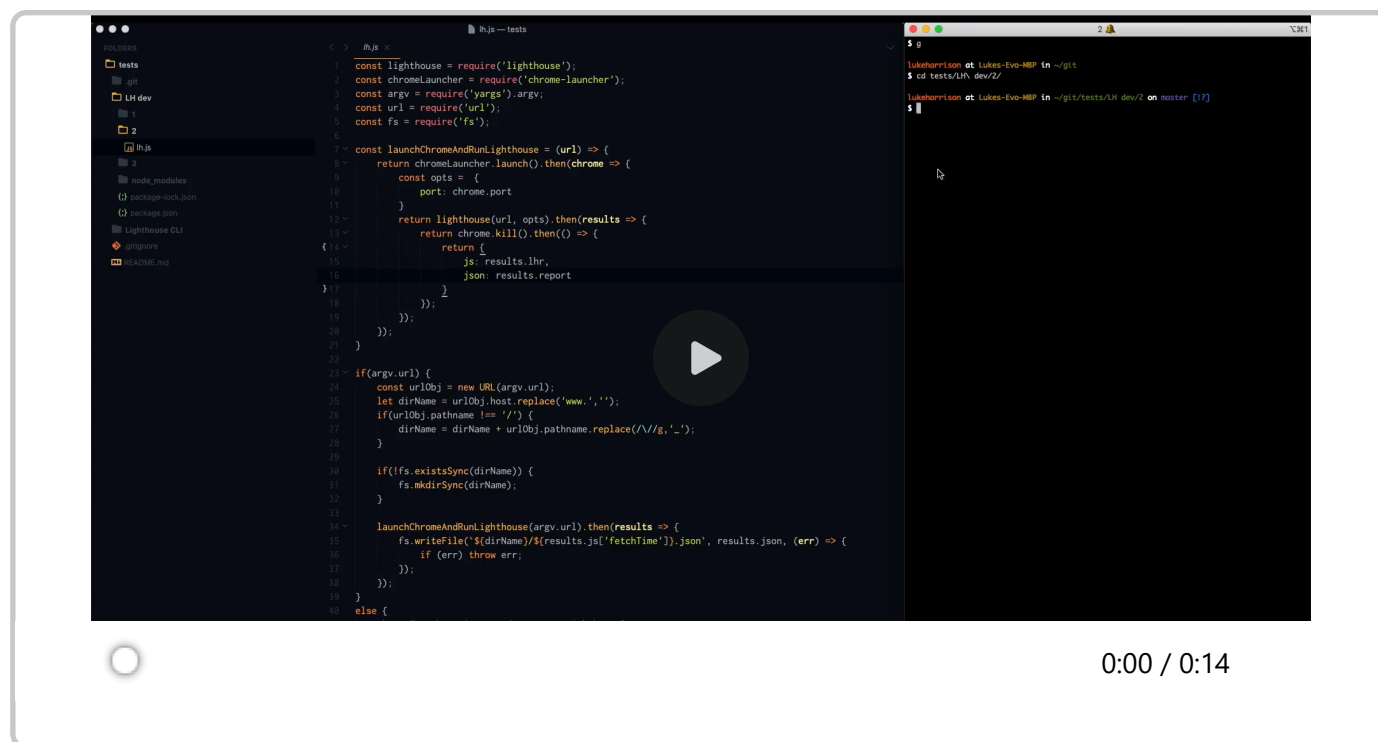 lh.js — tests
FOLDERS
tests
.git
LH dev
1
2
lh.js
3
node_modules
package-lock.json
package.json
Lighthouse CLI
.gitignore
README.md
lh.js ×
1 const lighthouse = require('lighthouse');
2 const chromeLauncher = require('chrome-launcher');
3 const argv = require('yargs').argv;
4 const url = require('url');
5 const fs = require('fs');
6
7 const launchChromeAndRunLighthouse = (url) => {
8 return chromeLauncher.launch().then(chrome => {
9 const opts = {
10 port: chrome.port
11 }
12 return lighthouse(url, opts).then(results => {
13 return chrome.kill().then(() => {
14 return {
15 js: results.lhr,
16 json: results.report
17 }
18 });
19 });
20 });
21 }
22
23 if(argv.url) {
24 const urlObj = new URL(argv.url);
25 let dirName = urlObj.host.replace('www.','');
26 if(urlObj.pathname !== '/') {
27 dirName = dirName + urlObj.pathname.replace(/\//g,'_');
28 }
29
30 if(!fs.existsSync(dirName)) {
31 fs.mkdirSync(dirName);
32 }
33
34 launchChromeAndRunLighthouse(argv.url).then(results => {
35 fs.writeFile(`${dirName}/${results.js['fetchTime']}.json`, results.json, (err) => {
36 if (err) throw err;
37 });
38 });
39 }
40 else {
2 ⌥⌘1
$ g
lukeharrison at Lukes-Evo-MBP in ~/git
$ cd tests/LH\ dev/2/
lukeharrison at Lukes-Evo-MBP in ~/git/tests/LH dev/2 on master [!?]
$
0:00 / 0:14